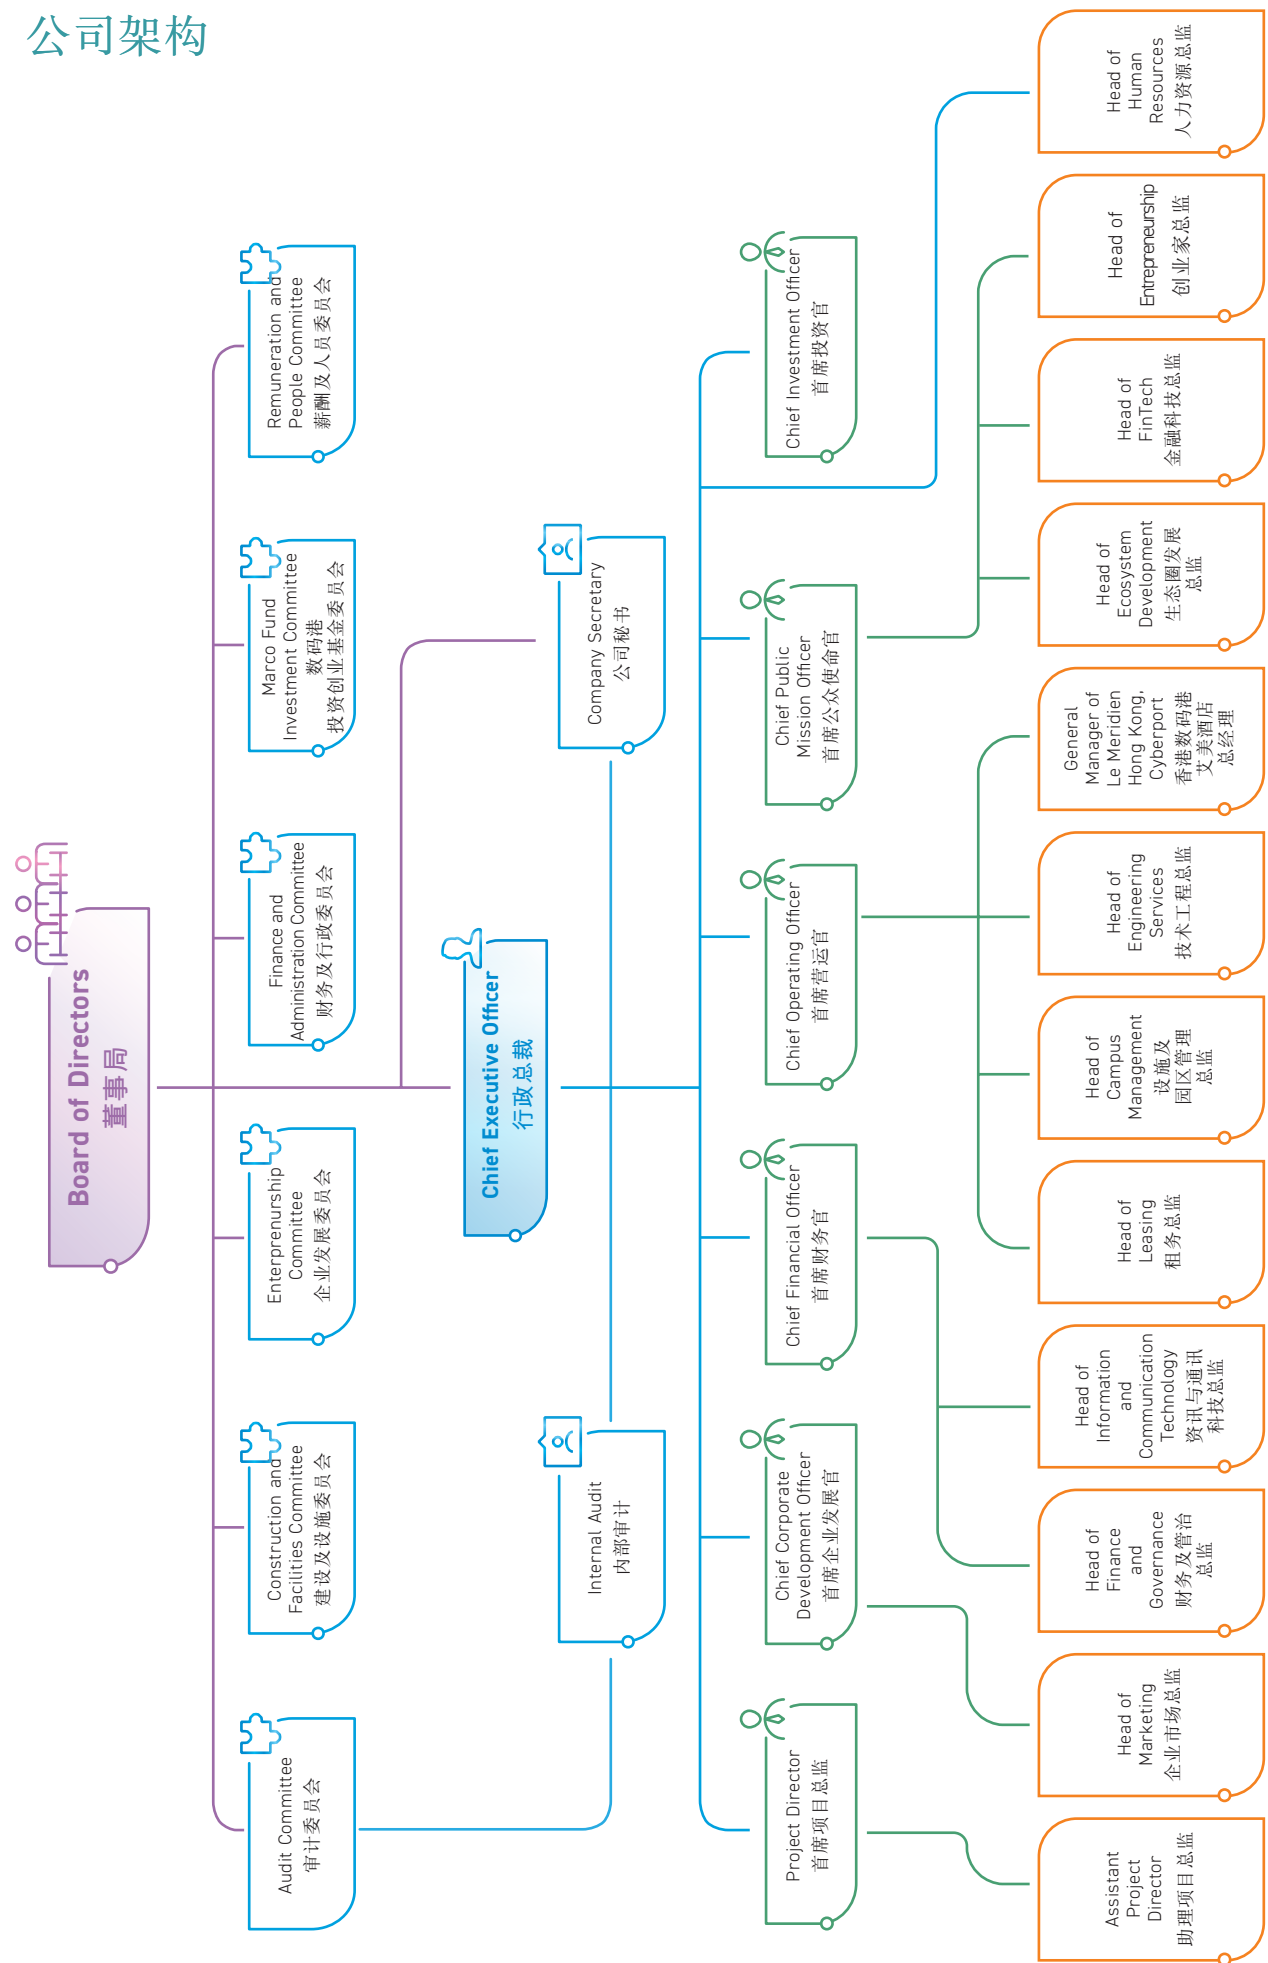 公司架构
Board of Directors
董事局
Audit Committee
审计委员会
Construction and
Facilities Committee
建设及设施委员会
Enterprenurship
Committee
企业发展委员会
Finance and
Administration Committee
财务及行政委员会
Marco Fund
Investment Committee
数码港
投资创业基金委员会
Remuneration and
People Committee
薪酬及人员委员会
Chief Executive Officer
行政总裁
Internal Audit
内部审计
Company Secretary
公司秘书
Project Director
首席项目总监
Chief Corporate
Development Officer
首席企业发展官
Chief Financial Officer
首席财务官
Chief Operating Officer
首席营运官
Chief Public
Mission Officer
首席公众使命官
Chief Investment Officer
首席投资官
Assistant
Project
Director
助理项目总监
Head of
Marketing
企业市场总监
Head of
Finance
and
Governance
财务及管治
总监
Head of
Information
and
Communication
Technology
资讯与通讯
科技总监
Head of
Leasing
租务总监
Head of
Campus
Management
设施及
园区管理
总监
Head of
Engineering
Services
技术工程总监
General
Manager of
Le Meridien
Hong Kong,
Cyberport
香港数码港
艾美酒店
总经理
Head of
Ecosystem
Development
生态圈发展
总监
Head of
FinTech
金融科技总监
Head of
Entrepreneurship
创业家总监
Head of
Human
Resources
人力资源总监